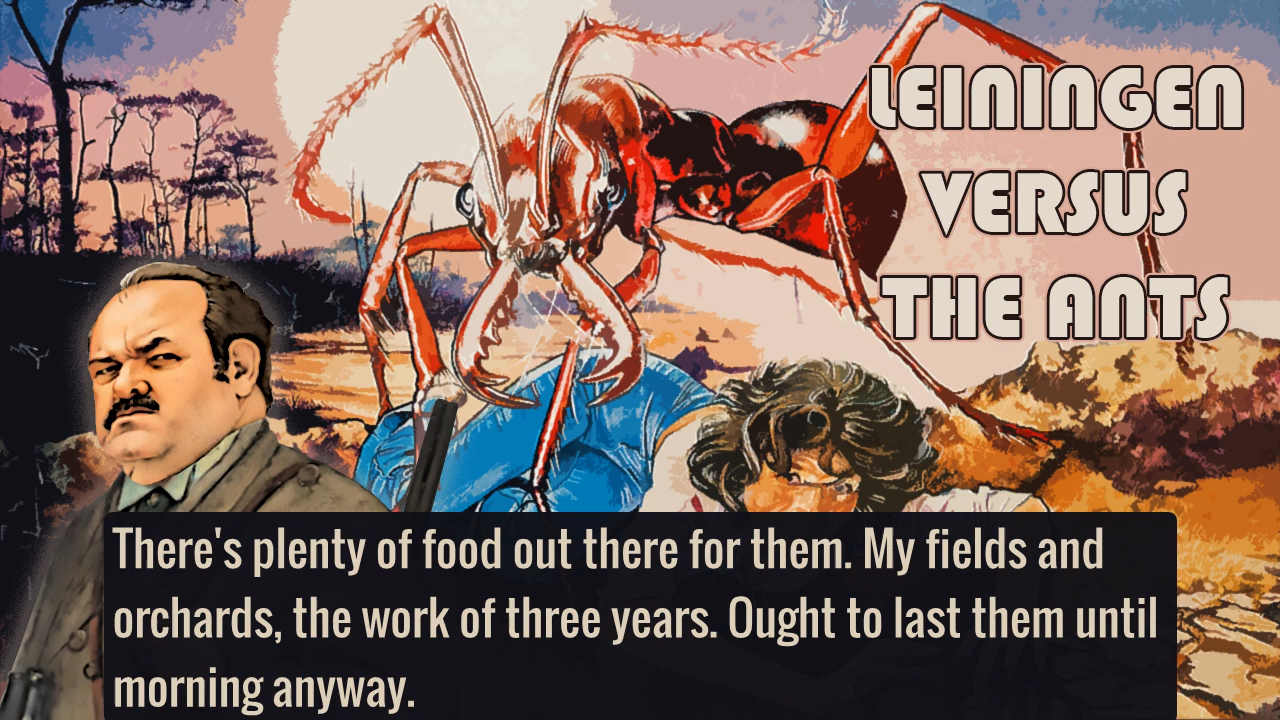 LEININGEN
VERSUS
THE ANTS
There's plenty of food out there for them. My fields and
orchards, the work of three years. Ought to last them until
morning anyway.